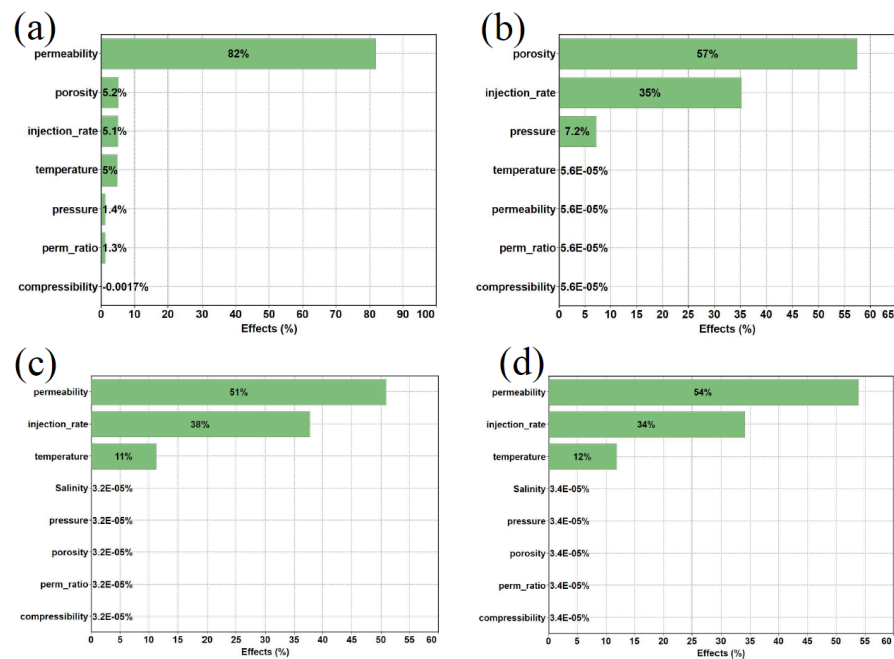 (a)
permeability 82%
porosity 5.2%
injection_rate 5.1%
temperature 5%
pressure 1.4%
perm_ratio 1.3%
compressibility -0.0017%
0 10 20 30 40 50 60 70 80 90 100
Effects (%)
(b)
porosity 57%
injection_rate 35%
pressure 7.2%
temperature 5.6E-05%
permeability 5.6E-05%
perm_ratio 5.6E-05%
compressibility 5.6E-05%
0 5 10 15 20 25 30 35 40 45 50 55 60 65
Effects (%)
(c)
permeability 51%
injection_rate 38%
temperature 11%
Salinity 3.2E-05%
pressure 3.2E-05%
porosity 3.2E-05%
perm_ratio 3.2E-05%
compressibility 3.2E-05%
0 5 10 15 20 25 30 35 40 45 50 55 60
Effects (%)
(d)
permeability 54%
injection_rate 34%
temperature 12%
Salinity 3.4E-05%
pressure 3.4E-05%
porosity 3.4E-05%
perm_ratio 3.4E-05%
compressibility 3.4E-05%
0 5 10 15 20 25 30 35 40 45 50 55 60
Effects (%)